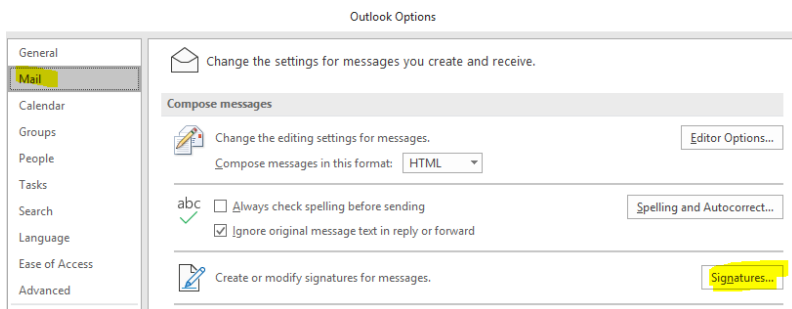 Outlook Options
General
Mail
Calendar
Groups
People
Tasks
Search
Language
Ease of Access
Advanced
Change the settings for messages you create and receive.
Compose messages
Change the editing settings for messages.
Editor Options...
Compose messages in this format: HTML
abc
Always check spelling before sending
Spelling and Autocorrect...
Ignore original message text in reply or forward
Create or modify signatures for messages.
Signatures...